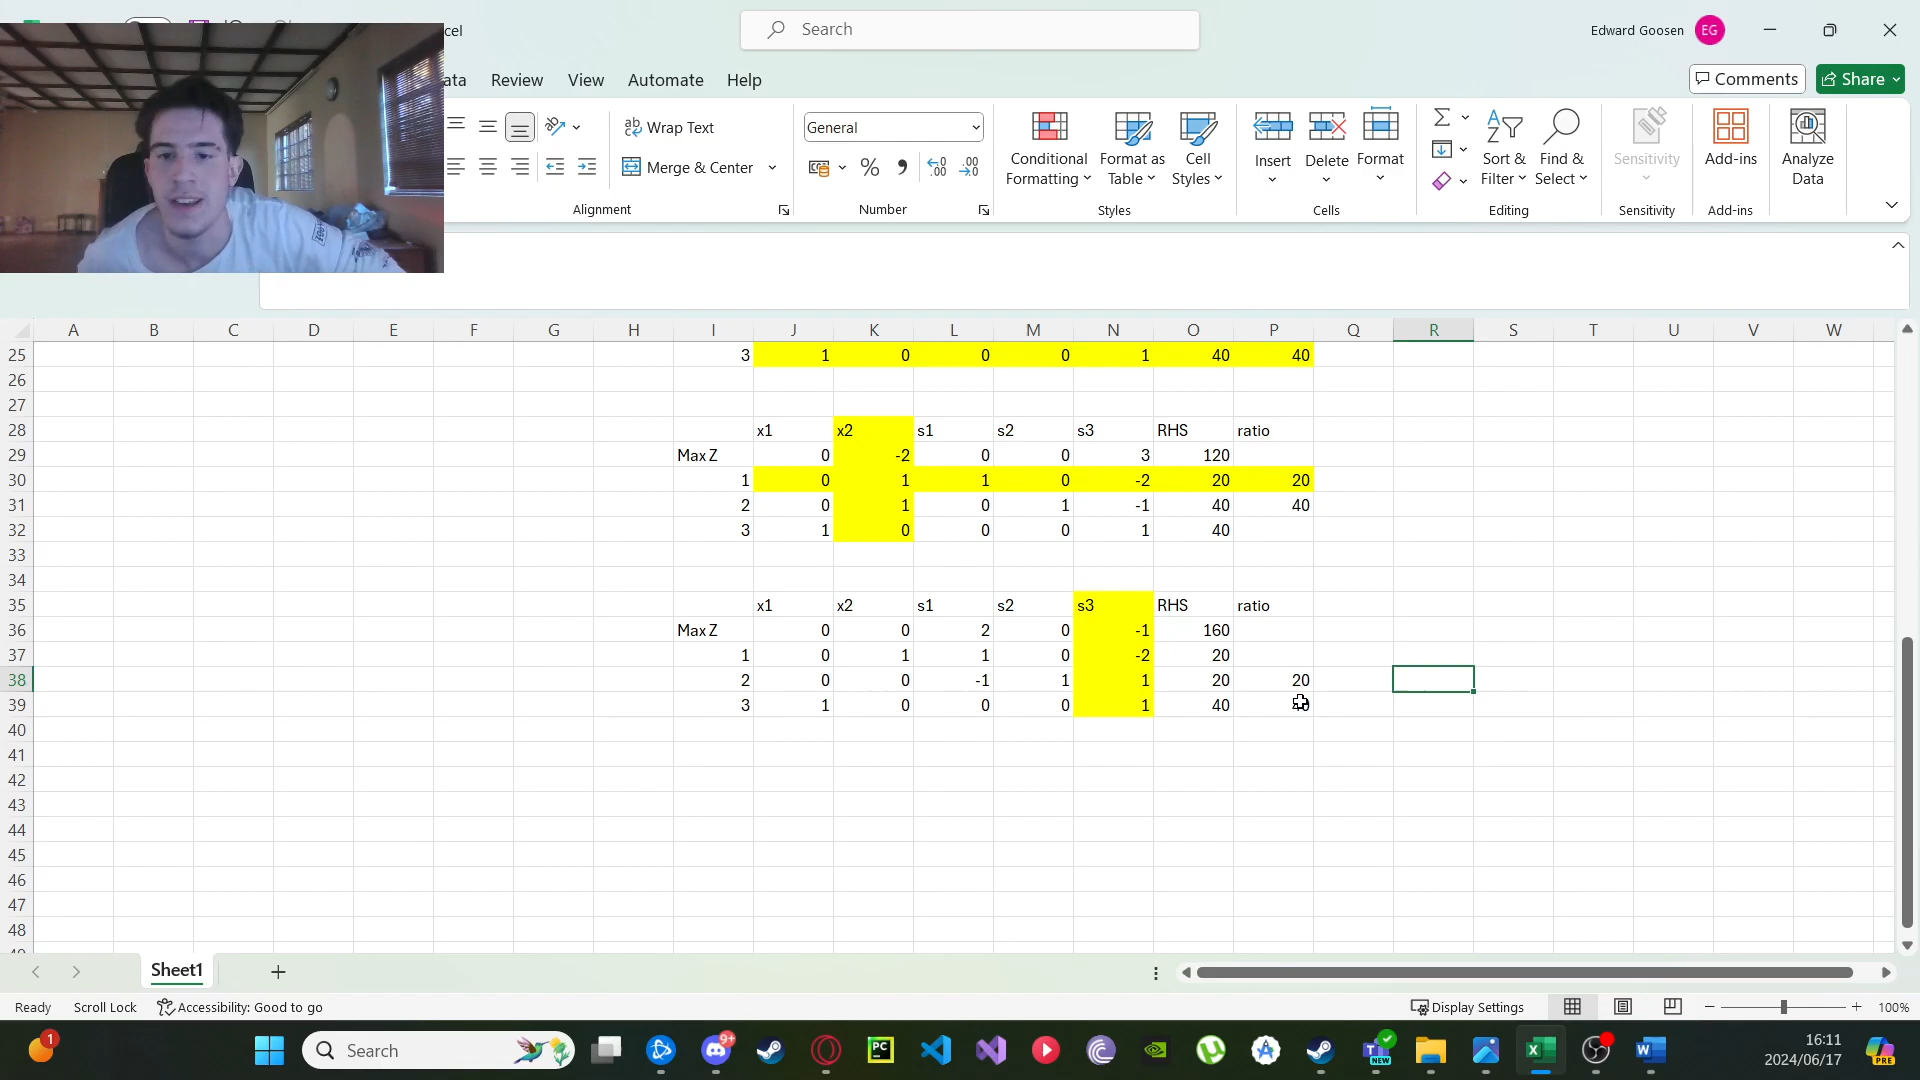 cel
Search
Edward Goosen
EG
ata
Review
View
Automate
Help
Comments
Share
Wrap Text
Merge & Center
General
Conditional Formatting
Format as Table
Cell Styles
Insert
Delete
Format
Sort & Filter
Find & Select
Sensitivity
Add-ins
Analyze Data
Alignment
Number
Styles
Cells
Editing
Sensitivity
Add-ins
A B C D E F G H I J K L M N O P Q R S T U V W
25 3 1 0 0 0 1 40 40
26
27
28 x1 x2 s1 s2 s3 RHS ratio
29 Max Z 0 -2 0 0 3 120
30 1 0 1 1 0 -2 20 20
31 2 0 1 0 1 -1 40 40
32 3 1 0 0 0 1 40
33
34
35 x1 x2 s1 s2 s3 RHS ratio
36 Max Z 0 0 2 0 -1 160
37 1 0 1 1 0 -2 20
38 2 0 0 -1 1 1 20 20
39 3 1 0 0 0 1 40 40
40
41
42
43
44
45
46
47
48
Sheet1
Ready
Scroll Lock
Accessibility: Good to go
Display Settings
100%
1
Search
PC
9+
NEW
16:11
2024/06/17
PRE